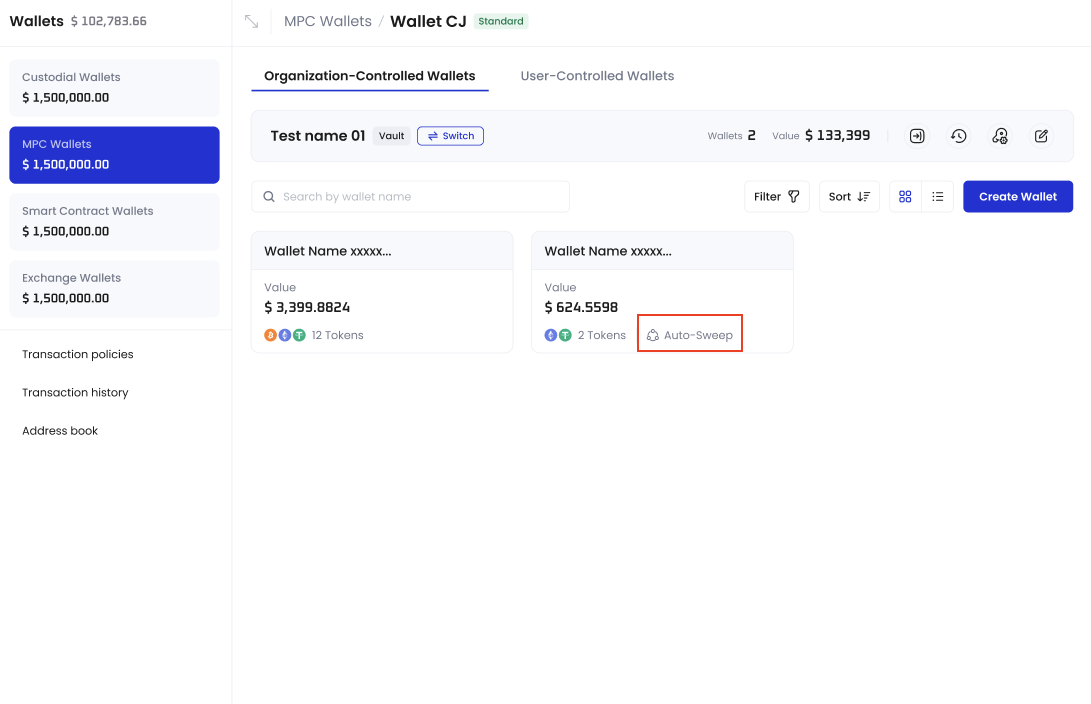 Wallets $ 102,783.66
MPC Wallets / Wallet CJ Standard
Custodial Wallets
$ 1,500,000.00
MPC Wallets
$ 1,500,000.00
Smart Contract Wallets
$ 1,500,000.00
Exchange Wallets
$ 1,500,000.00
Transaction policies
Transaction history
Address book
Organization-Controlled Wallets User-Controlled Wallets
Test name 01 Vault Switch Wallets 2 Value $ 133,399
Search by wallet name Filter Sort Create Wallet
Wallet Name xxxxx...
Value
$ 3,399.8824
12 Tokens
Wallet Name xxxxx...
Value
$ 624.5598
2 Tokens Auto-Sweep